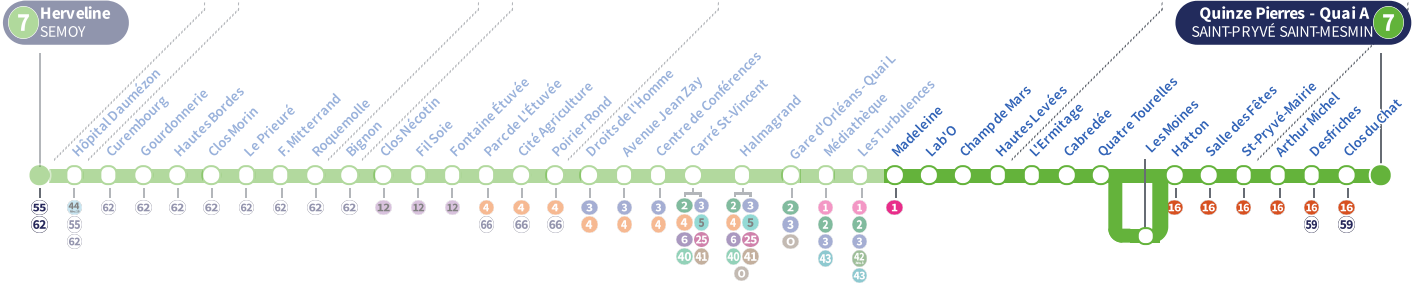 7 Herveline
SEMOY
Quinze Pierres - Quai A
SAINT-PRYVÉ SAINT-MESMIN 7
Hôpital Daumézon
Curembourg
Gourdonnerie
Hautes Bordes
Clos Morin
Le Prieuré
F. Mitterrand
Roquemolle
Bignon
Clos Nécotin
Fil Soie
Fontaine Étuvée
Parc de L'Étuvée
Cité Agriculture
Poirier Rond
Droits de l'Homme
Avenue Jean Zay
Centre de Conférences
Carré St-Vincent
Halmagrand
Gare d'Orléans - Quai L
Médiathèque
Les Turbulences
Madeleine
Lab'O
Champ de Mars
Hautes Levées
L'Ermitage
Cabredée
Quatre Tourelles
Les Moines
Hatton
Salle des Fêtes
St-Pryvé-Mairie
Arthur Michel
Desfriches
Clos du Chat
55 44 62 62 62 62 62 62 62 62 12 12 12 4 4 4 3 3 3 2 3 2 3 2 1 1 1 16 16 16 16 16 16
62 55 66 66 66 4 4 4 4 5 4 5 3 2 2 59 59
62 6 25 6 25 O 3 3
40 41 40 41 43 42
O 43